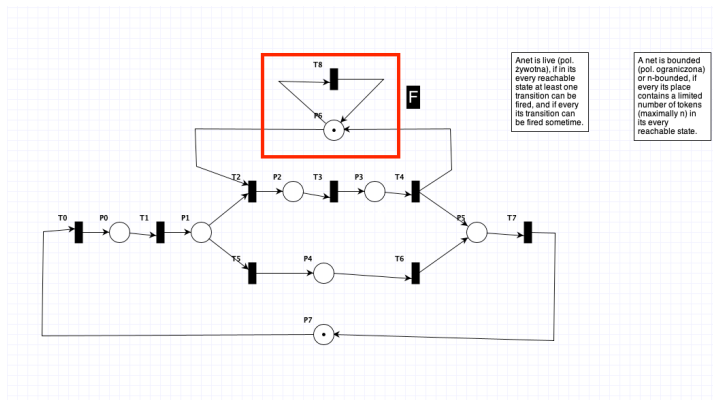 T8
Anet is live (pol.
żywotna), if in its
every reachable
state at least one
transition can be
fired, and if every
its transition can
be fired sometime.
A net is bounded
(pol. ograniczona)
or n-bounded, if
every its place
contains a limited
number of tokens
(maximally n) in
its every
reachable state.
F
P6
T2 P2 T3 P3 T4
T0 P0 T1 P1 P5 T7
T5 P4 T6
P7